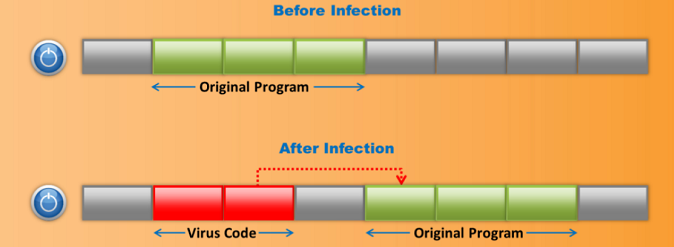 Before Infection
Original Program
After Infection
Virus Code
Original Program